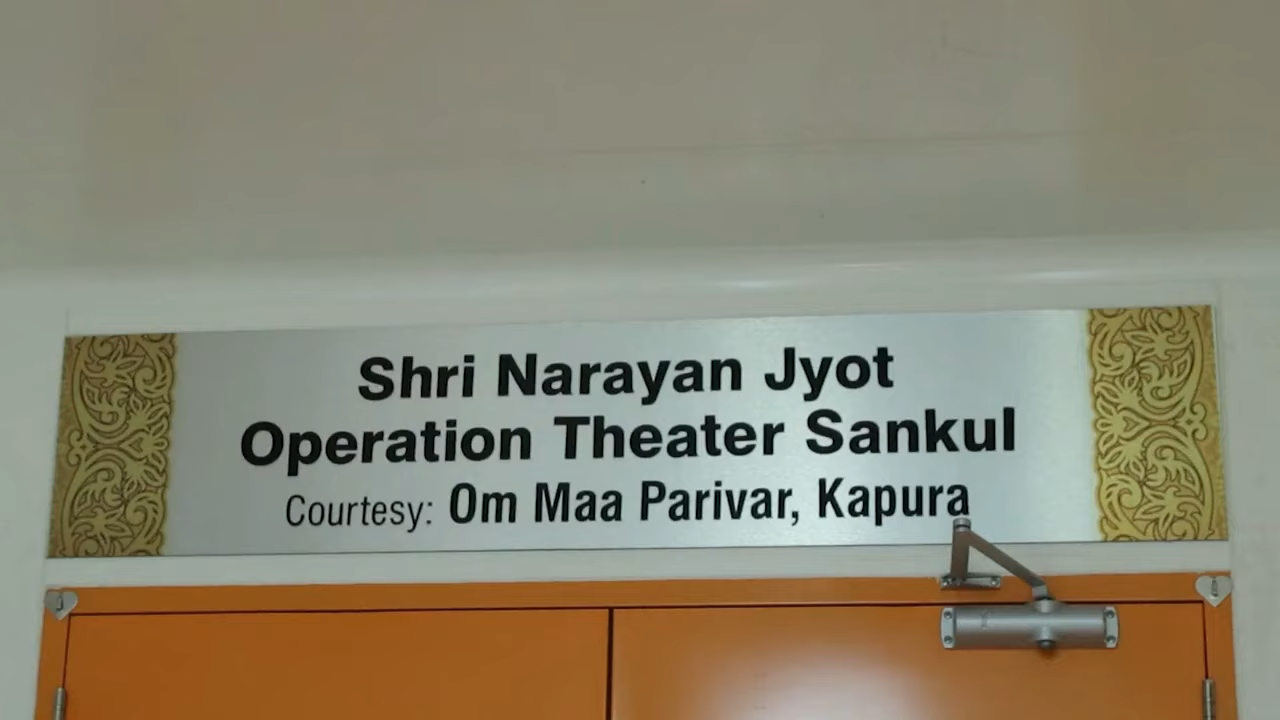 Shri Narayan Jyot
Operation Theater Sankul
Courtesy: Om Maa Parivar, Kapura